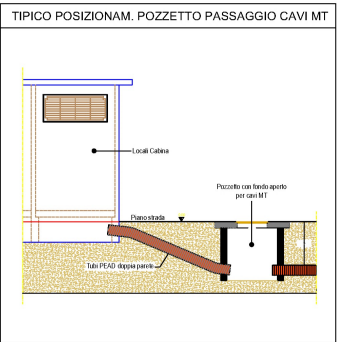 TIPICO POSIZIONAM. POZZETTO PASSAGGIO CAVI MT
Locali Cabina
Pozzetto con fondo aperto
per cavi MT
Piano strada
Tubi PEAD doppia parete